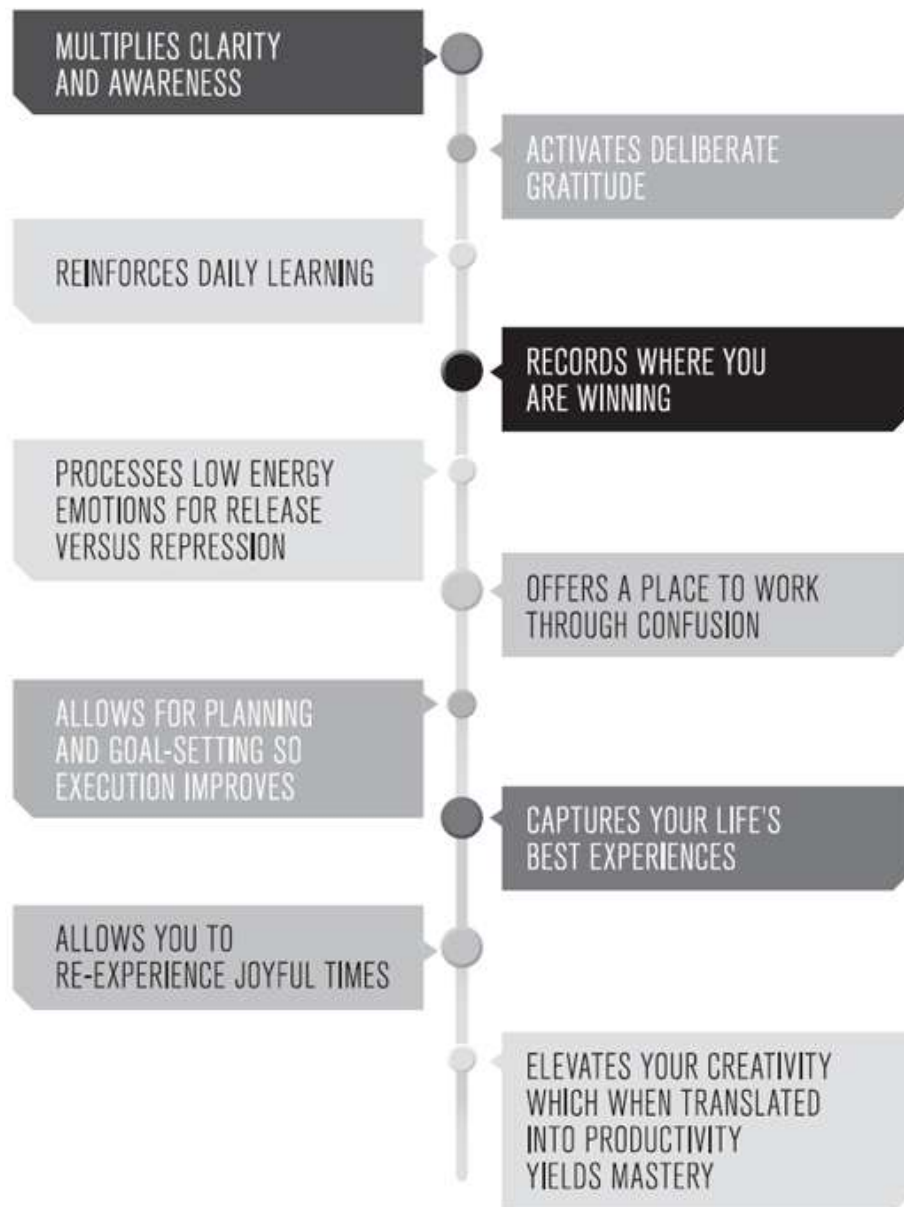 MULTIPLIES CLARITY
AND AWARENESS
ACTIVATES DELIBERATE
GRATITUDE
REINFORCES DAILY LEARNING
RECORDS WHERE YOU
ARE WINNING
PROCESSES LOW ENERGY
EMOTIONS FOR RELEASE
VERSUS REPRESSION
OFFERS A PLACE TO WORK
THROUGH CONFUSION
ALLOWS FOR PLANNING
AND GOAL-SETTING SO
EXECUTION IMPROVES
CAPTURES YOUR LIFE'S
BEST EXPERIENCES
ALLOWS YOU TO
RE-EXPERIENCE JOYFUL TIMES
ELEVATES YOUR CREATIVITY
WHICH WHEN TRANSLATED
INTO PRODUCTIVITY
YIELDS MASTERY